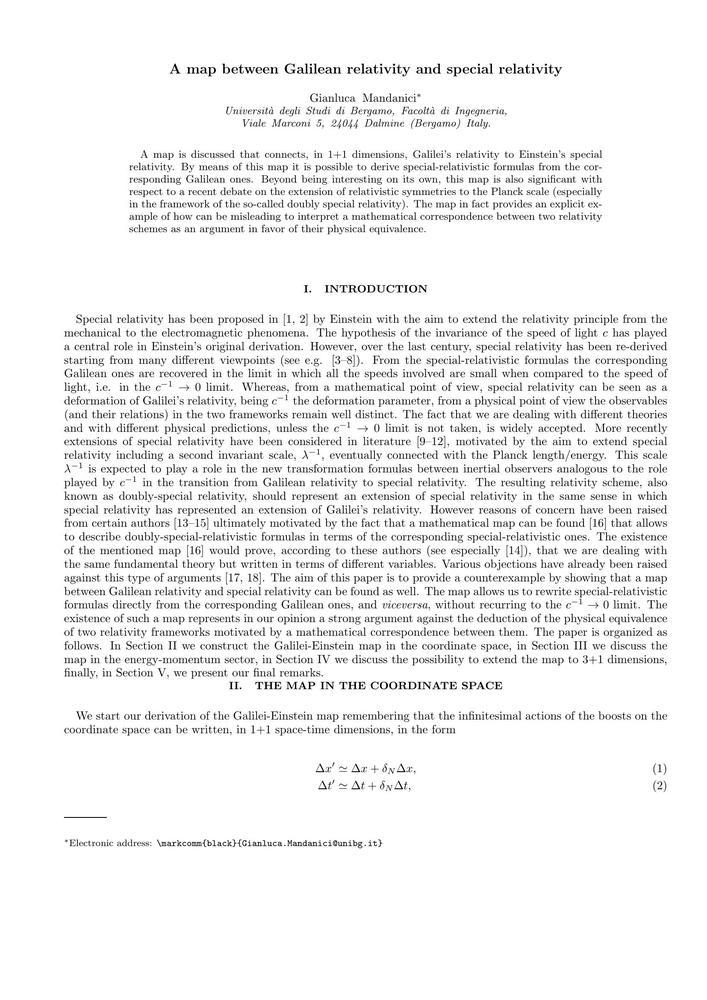 A map between Galilean relativity and special relativity
Gianluca Mandanici*
Università degli Studi di Bergamo, Facoltà di Ingegneria,
Viale Marconi 5, 24044 Dalmine (Bergamo) Italy.
A map is discussed that connects, in 1+1 dimensions, Galilei's relativity to Einstein's special
relativity. By means of this map it is possible to derive special-relativistic formulas from the cor-
responding Galilean ones. Beyond being interesting on its own, this map is also significant with
respect to a recent debate on the extension of relativistic symmetries to the Planck scale (especially
in the framework of the so-called doubly special relativity). The map in fact provides an explicit ex-
ample of how can be misleading to interpret a mathematical correspondence between two relativity
schemes as an argument in favor of their physical equivalence.
I. INTRODUCTION
Special relativity has been proposed in [1, 2] by Einstein with the aim to extend the relativity principle from the
mechanical to the electromagnetic phenomena. The hypothesis of the invariance of the speed of light c has played
a central role in Einstein's original derivation. However, over the last century, special relativity has been re-derived
starting from many different viewpoints (see e.g. [3–8]). From the special-relativistic formulas the corresponding
Galilean ones are recovered in the limit in which all the speeds involved are small when compared to the speed of
light, i.e. in the c⁻¹ → 0 limit. Whereas, from a mathematical point of view, special relativity can be seen as a
deformation of Galilei's relativity, being c⁻¹ the deformation parameter, from a physical point of view the observables
(and their relations) in the two frameworks remain well distinct. The fact that we are dealing with different theories
and with different physical predictions, unless the c⁻¹ → 0 limit is not taken, is widely accepted. More recently
extensions of special relativity have been considered in literature [9–12], motivated by the aim to extend special
relativity including a second invariant scale, λ⁻¹, eventually connected with the Planck length/energy. This scale
λ⁻¹ is expected to play a role in the new transformation formulas between inertial observers analogous to the role
played by c⁻¹ in the transition from Galilean relativity to special relativity. The resulting relativity scheme, also
known as doubly-special relativity, should represent an extension of special relativity in the same sense in which
special relativity has represented an extension of Galilei's relativity. However reasons of concern have been raised
from certain authors [13–15] ultimately motivated by the fact that a mathematical map can be found [16] that allows
to describe doubly-special-relativistic formulas in terms of the corresponding special-relativistic ones. The existence
of the mentioned map [16] would prove, according to these authors (see especially [14]), that we are dealing with
the same fundamental theory but written in terms of different variables. Various objections have already been raised
against this type of arguments [17, 18]. The aim of this paper is to provide a counterexample by showing that a map
between Galilean relativity and special relativity can be found as well. The map allows us to rewrite special-relativistic
formulas directly from the corresponding Galilean ones, and viceversa, without recurring to the c⁻¹ → 0 limit. The
existence of such a map represents in our opinion a strong argument against the deduction of the physical equivalence
of two relativity frameworks motivated by a mathematical correspondence between them. The paper is organized as
follows. In Section II we construct the Galilei-Einstein map in the coordinate space, in Section III we discuss the
map in the energy-momentum sector, in Section IV we discuss the possibility to extend the map to 3+1 dimensions,
finally, in Section V, we present our final remarks.
II. THE MAP IN THE COORDINATE SPACE
We start our derivation of the Galilei-Einstein map remembering that the infinitesimal actions of the boosts on the
coordinate space can be written, in 1+1 space-time dimensions, in the form
Δx′ ≃ Δx + δ_N Δx, (1)
Δt′ ≃ Δt + δ_N Δt, (2)
*Electronic address: \markcomm{black}{Gianluca.Mandanici@unibg.it}